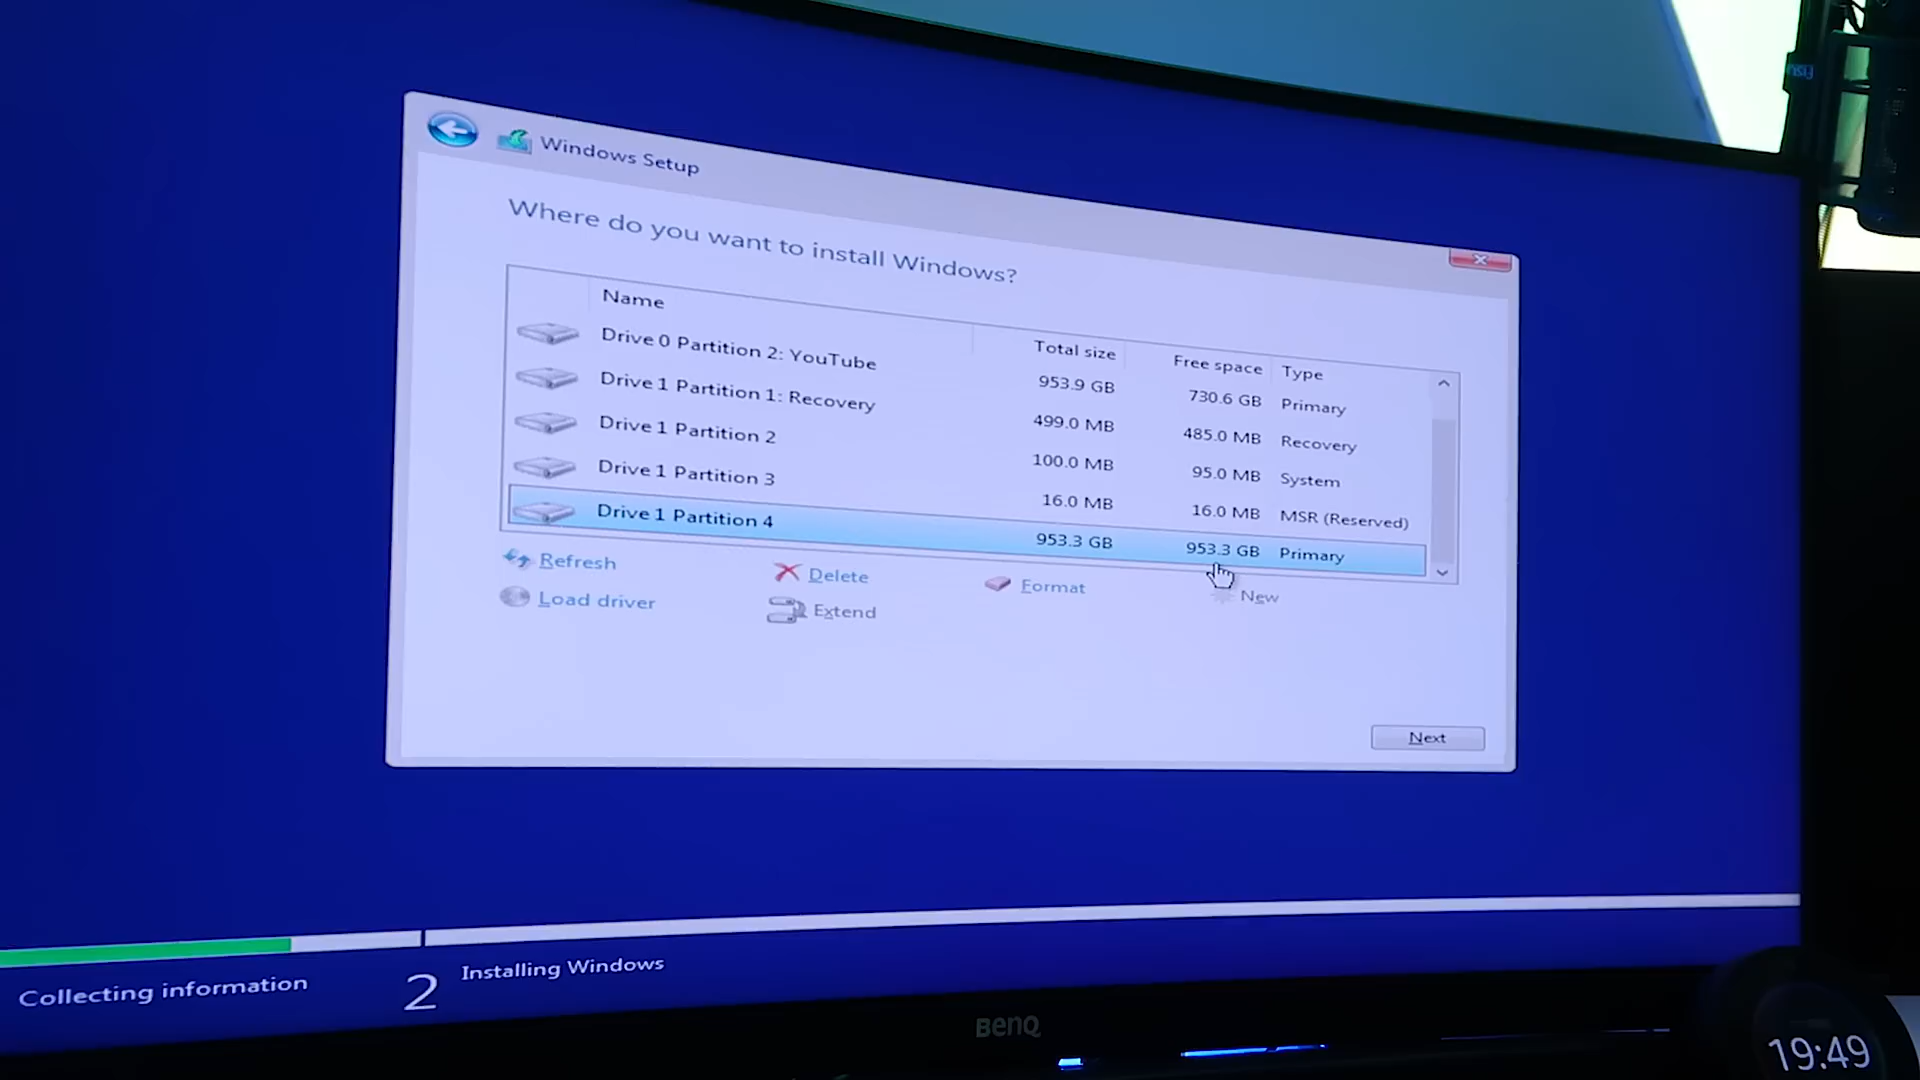 Windows Setup
Where do you want to install Windows?
Name Total size Free space Type
Drive 0 Partition 2: YouTube 953.9 GB 730.6 GB Primary
Drive 1 Partition 1: Recovery 499.0 MB 485.0 MB Recovery
Drive 1 Partition 2 100.0 MB 95.0 MB System
Drive 1 Partition 3 16.0 MB 16.0 MB MSR (Reserved)
Drive 1 Partition 4 953.3 GB 953.3 GB Primary
Refresh Delete Format New
Load driver Extend
Next
Collecting information 2 Installing Windows
BenQ
19:49